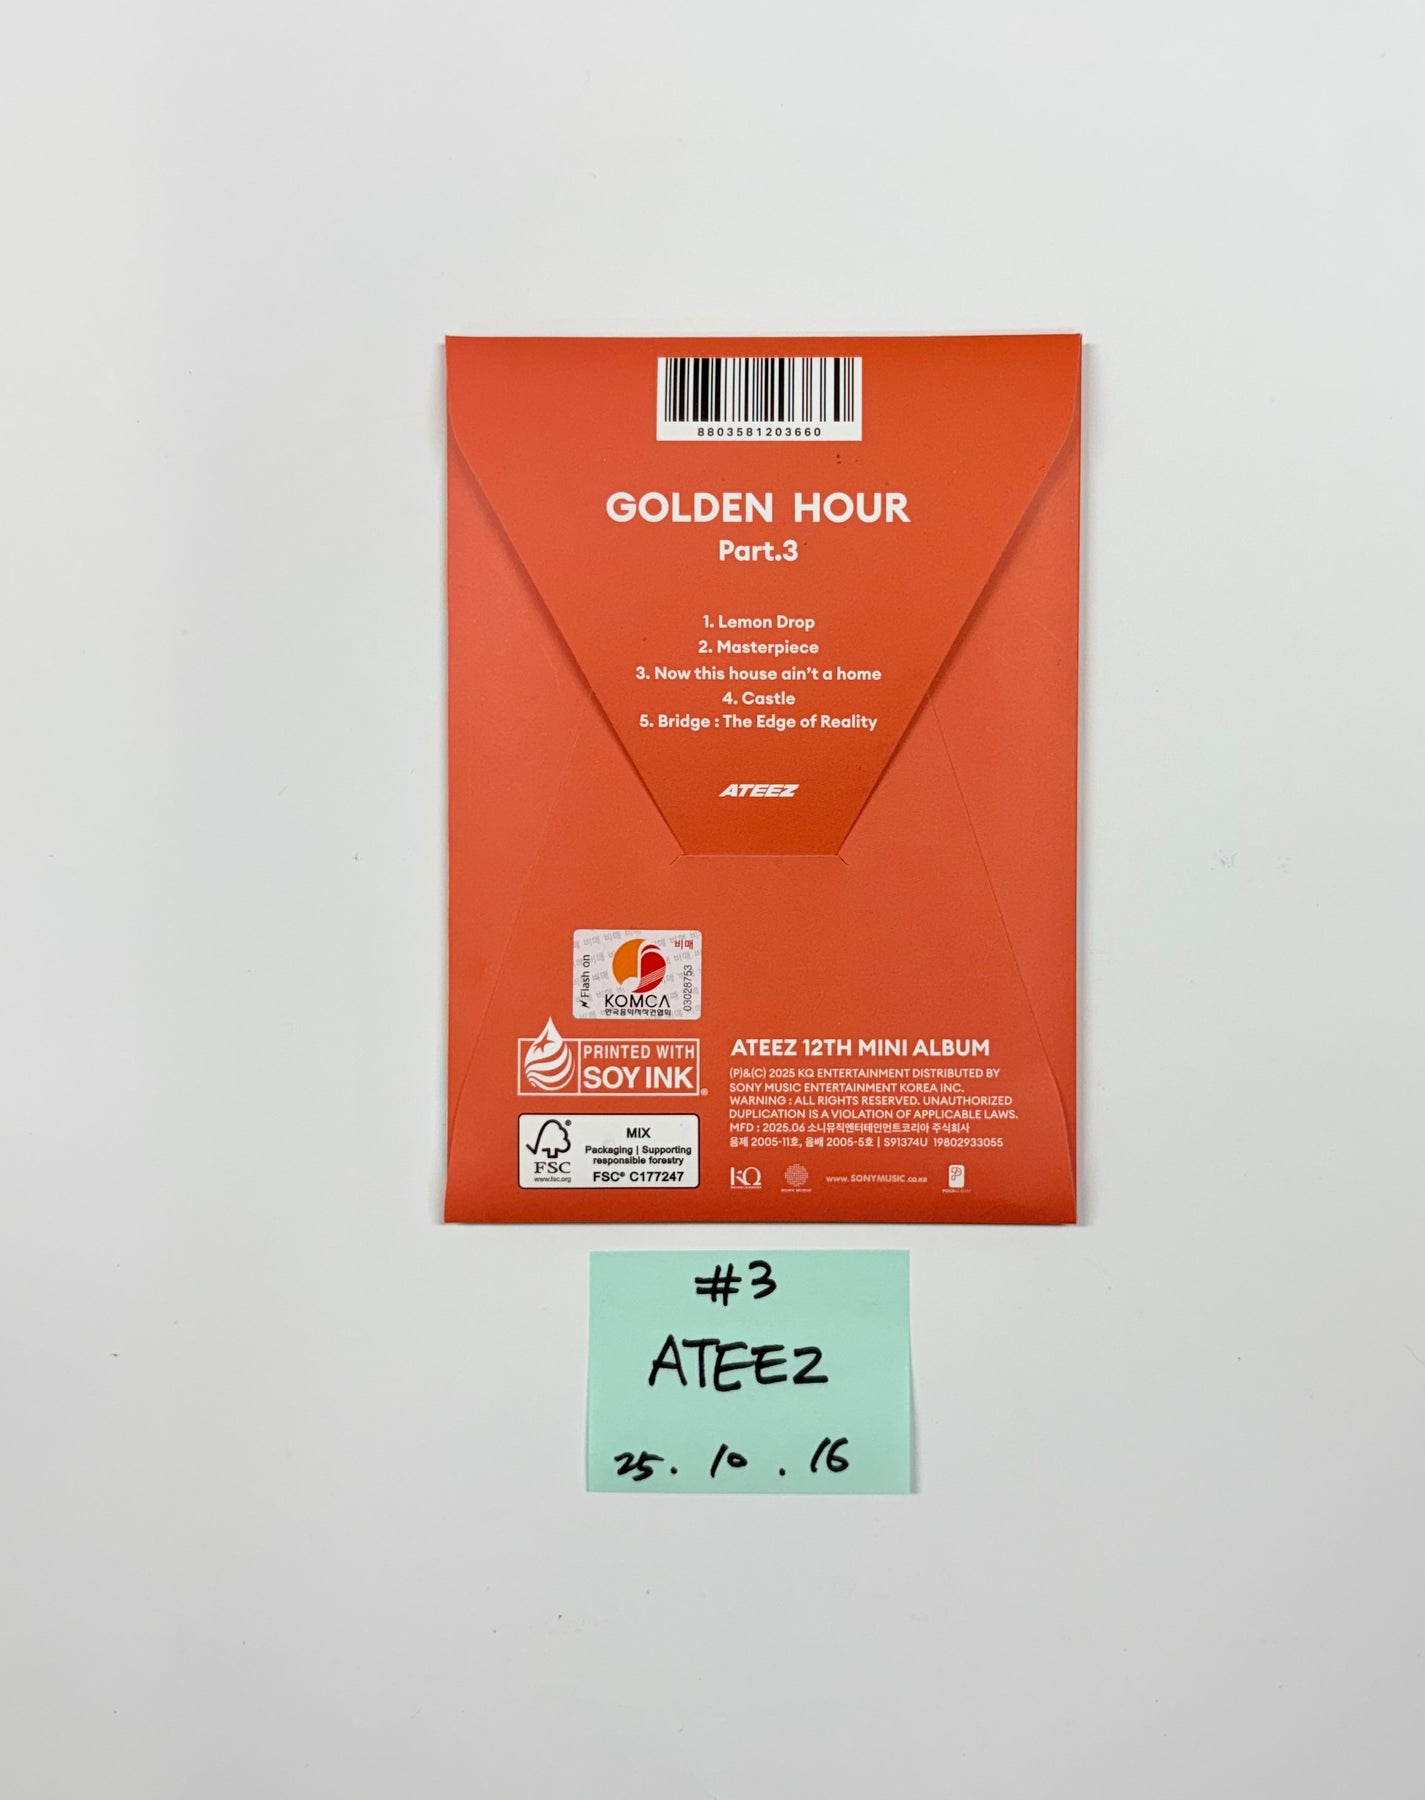 8803581203660
GOLDEN HOUR
Part.3
1. Lemon Drop
2. Masterpiece
3. Now this house ain't a home
4. Castle
5. Bridge : The Edge of Reality
ATEEZ
비매
Flash on
KOMCA
한국음악저작권협회
03028753
PRINTED WITH
SOY INK
MIX
Packaging | Supporting
responsible forestry
FSC® C177247
FSC
www.fsc.org
ATEEZ 12TH MINI ALBUM
(P)&(C) 2025 KQ ENTERTAINMENT DISTRIBUTED BY
SONY MUSIC ENTERTAINMENT KOREA INC.
WARNING : ALL RIGHTS RESERVED. UNAUTHORIZED
DUPLICATION IS A VIOLATION OF APPLICABLE LAWS.
MFD : 2025.06 소니뮤직엔터테인먼트코리아 주식회사
음제 2005-11호, 음배 2005-5호 | S91374U 19802933055
KQ
SONY MUSIC
www.SONYMUSIC.co.kr
#3
ATEEZ
25. 10 . 16